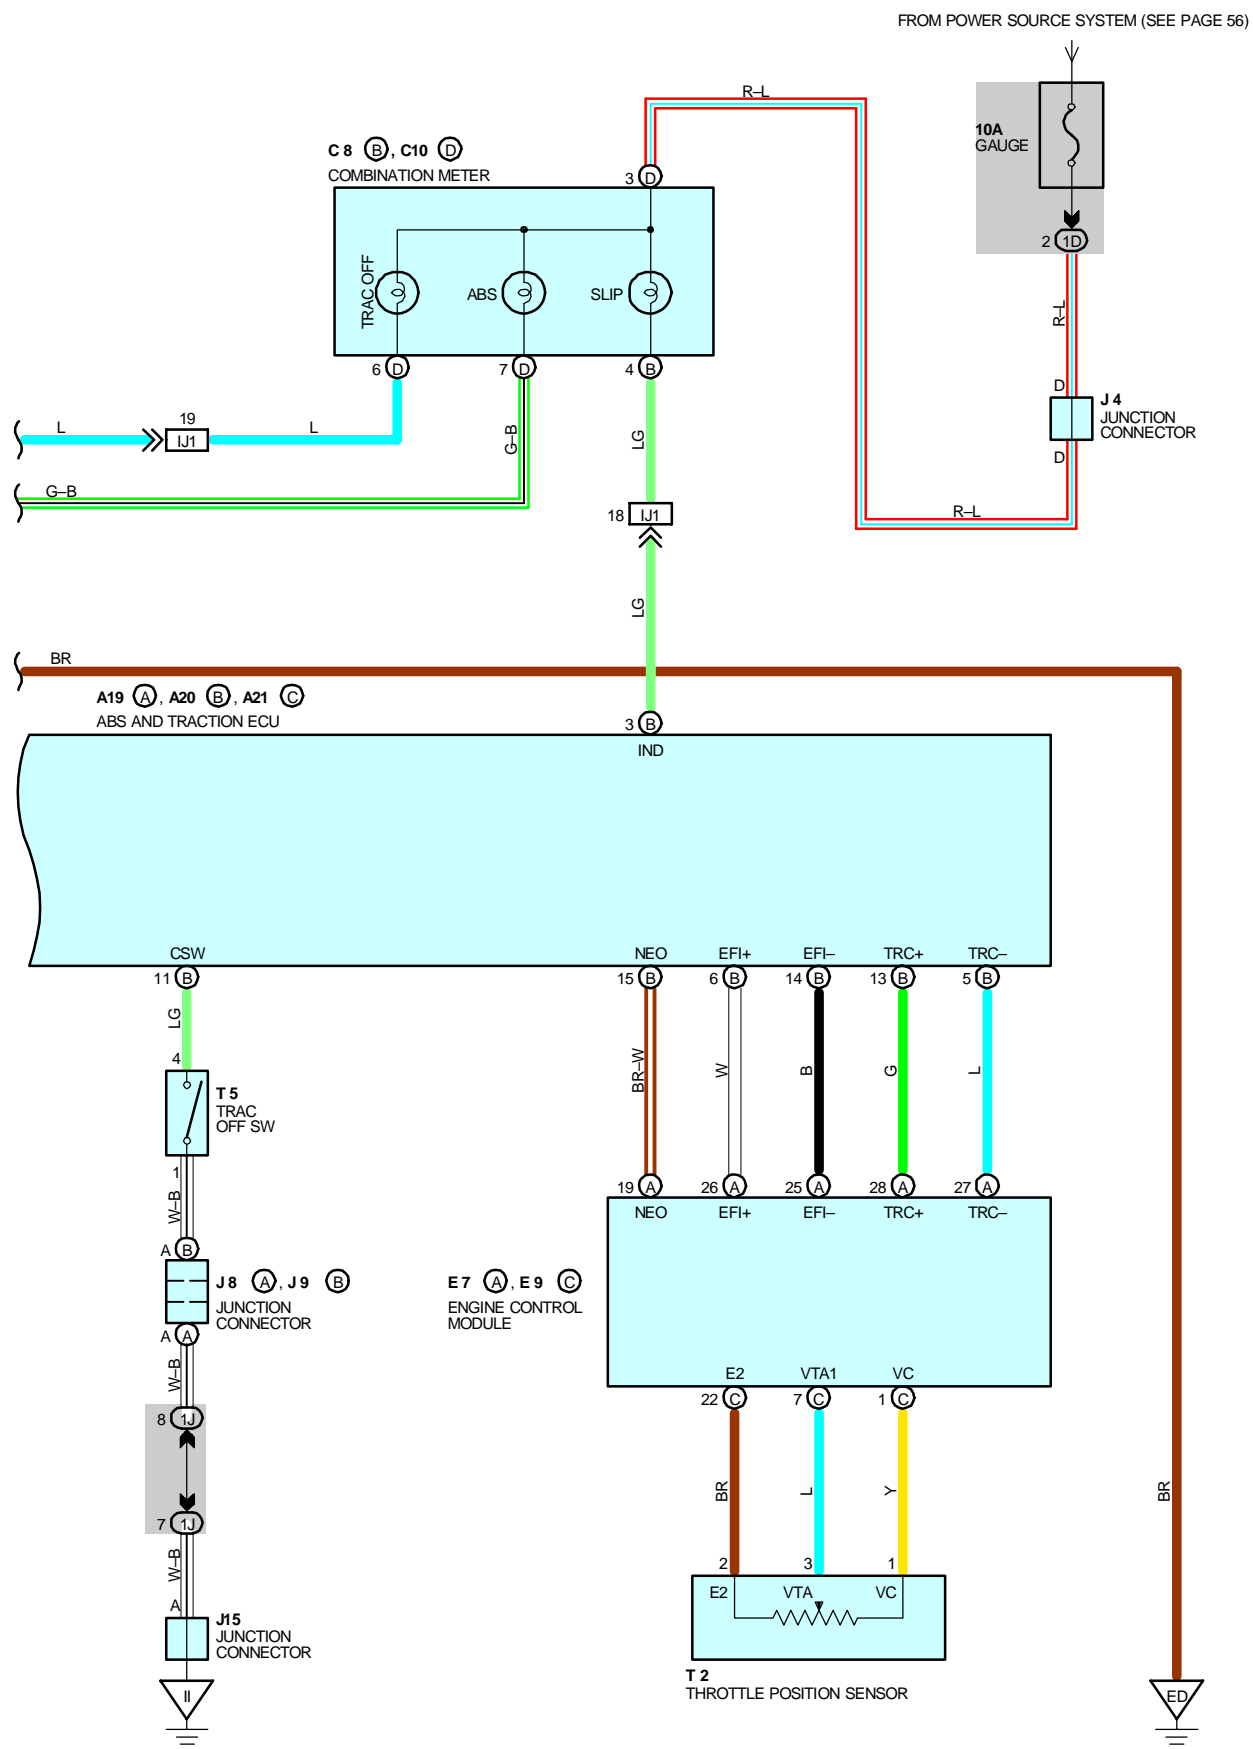 FROM POWER SOURCE SYSTEM (SEE PAGE 56)
R–L
10A
GAUGE
C 8 B , C10 D
COMBINATION METER
3 D
2 1D
TRAC OFF
ABS
SLIP
R–L
6 D
7 D
4 B
D
J 4
JUNCTION
CONNECTOR
D
L
19
IJ1
L
G–B
LG
G–B
18 IJ1
R–L
LG
BR
A19 A , A20 B , A21 C
ABS AND TRACTION ECU
3 B
IND
CSW
NEO
EFI+
EFI–
TRC+
TRC–
11 B
15 B
6 B
14 B
13 B
5 B
LG
BR–W
W
B
G
L
4
T 5
TRAC
OFF SW
1
W–B
19 A
26 A
25 A
28 A
27 A
NEO
EFI+
EFI–
TRC+
TRC–
A B
J 8 A , J 9 B
JUNCTION
CONNECTOR
E 7 A , E 9 C
ENGINE CONTROL
MODULE
A A
W–B
E2
VTA1
VC
8 1J
22 C
7 C
1 C
BR
L
Y
BR
7 1J
W–B
2
3
1
A
E2
VTA
VC
J15
JUNCTION
CONNECTOR
T 2
THROTTLE POSITION SENSOR
II
ED